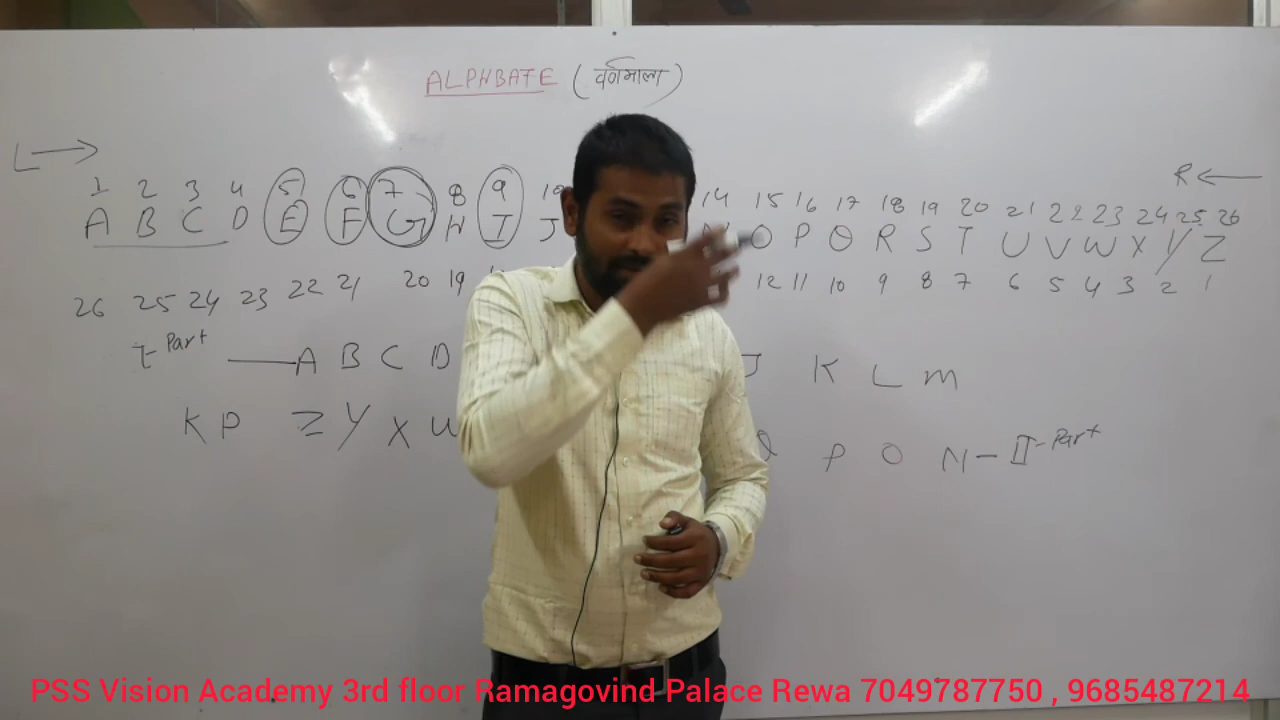 ALPHBATE (वर्णमाला)
L → R ←
1 2 3 4 5 6 7 8 9 10 14 15 16 17 18 19 20 21 22 23 24 25 26
A B C D E F G H I J N O P Q R S T U V W X Y Z
26 25 24 23 22 21 20 19 12 11 10 9 8 7 6 5 4 3 2 1
I-Part — A B C D J K L M
KP Z Y X W Q P O N - II-Part
PSS Vision Academy 3rd floor Ramagovind Palace Rewa 7049787750 , 9685487214